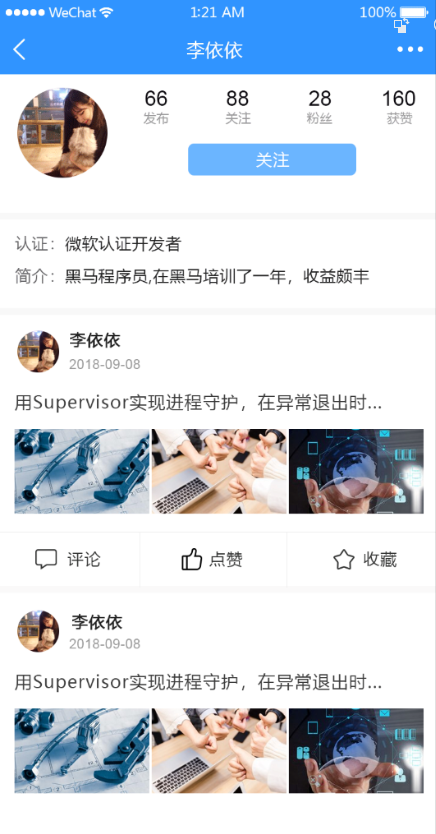 WeChat 1:21 AM 100%
李依依
66 88 28 160
发布 关注 粉丝 获赞
关注
认证：微软认证开发者
简介：黑马程序员,在黑马培训了一年，收益颇丰
李依依
2018-09-08
用Supervisor实现进程守护，在异常退出时...
评论 点赞 收藏
李依依
2018-09-08
用Supervisor实现进程守护，在异常退出时...